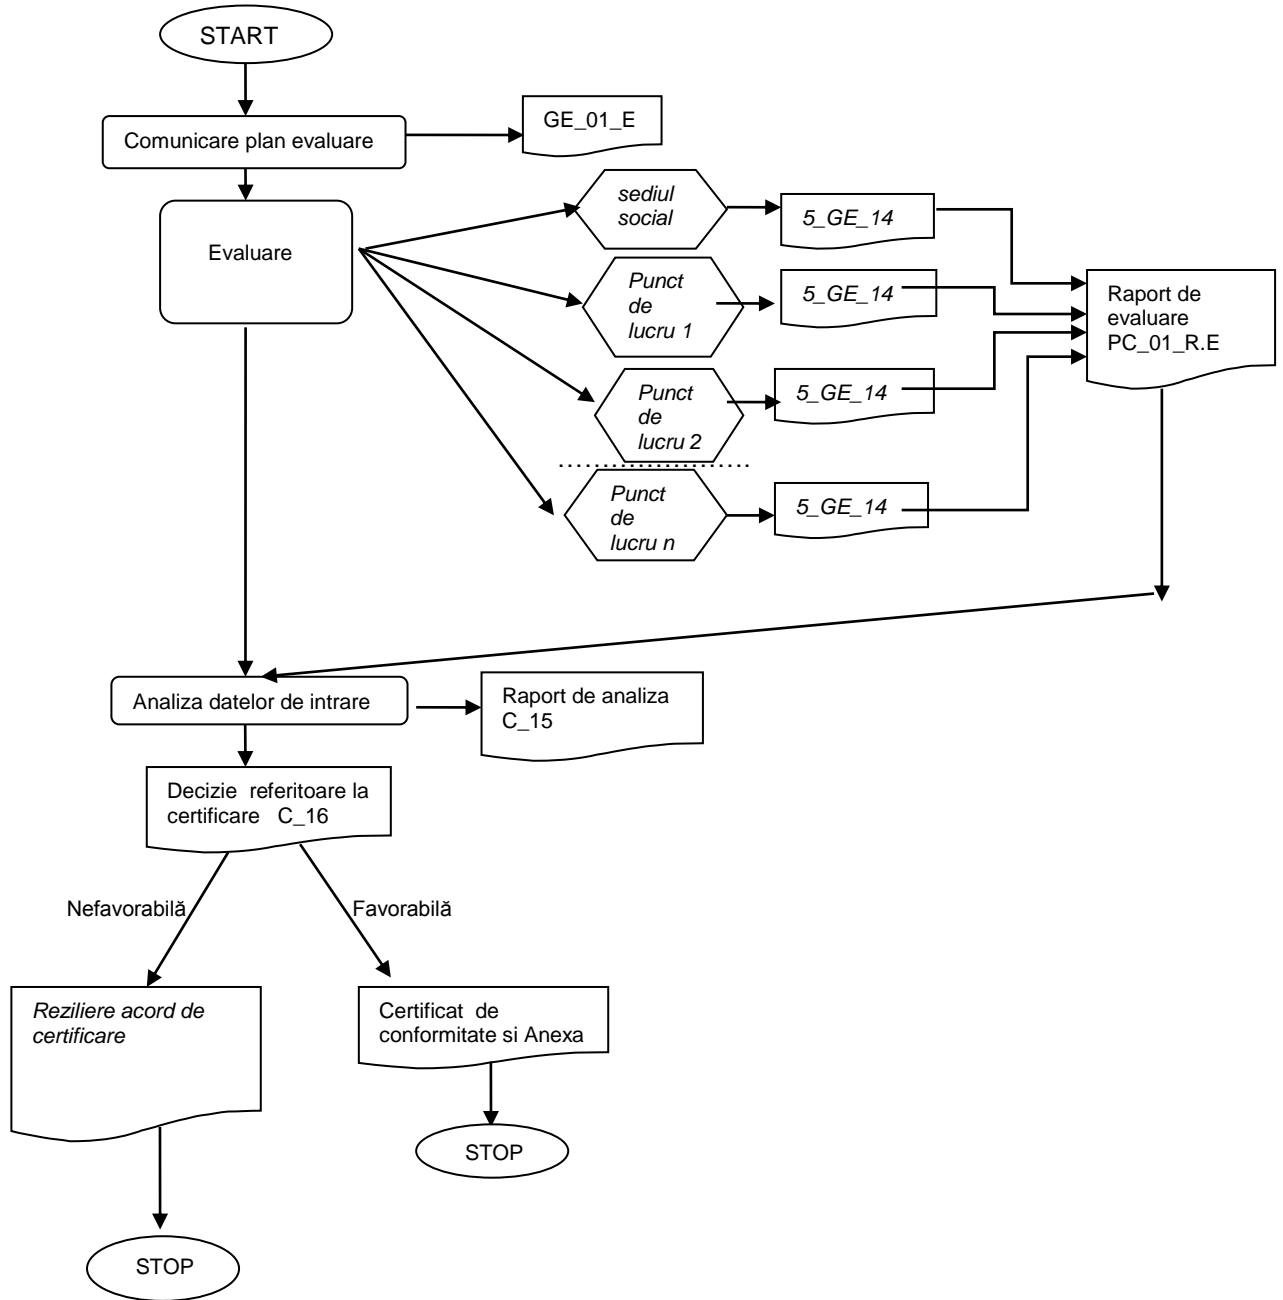 START
Comunicare plan evaluare
GE_01_E
Evaluare
sediul
social
5_GE_14
Punct
de
lucru 1
5_GE_14
Raport de
evaluare
PC_01_R.E
Punct
de
lucru 2
5_GE_14
Punct
de
lucru n
5_GE_14
Analiza datelor de intrare
Raport de analiza
C_15
Decizie referitoare la
certificare C_16
Nefavorabilă
Favorabilă
Reziliere acord de
certificare
Certificat de
conformitate si Anexa
STOP
STOP